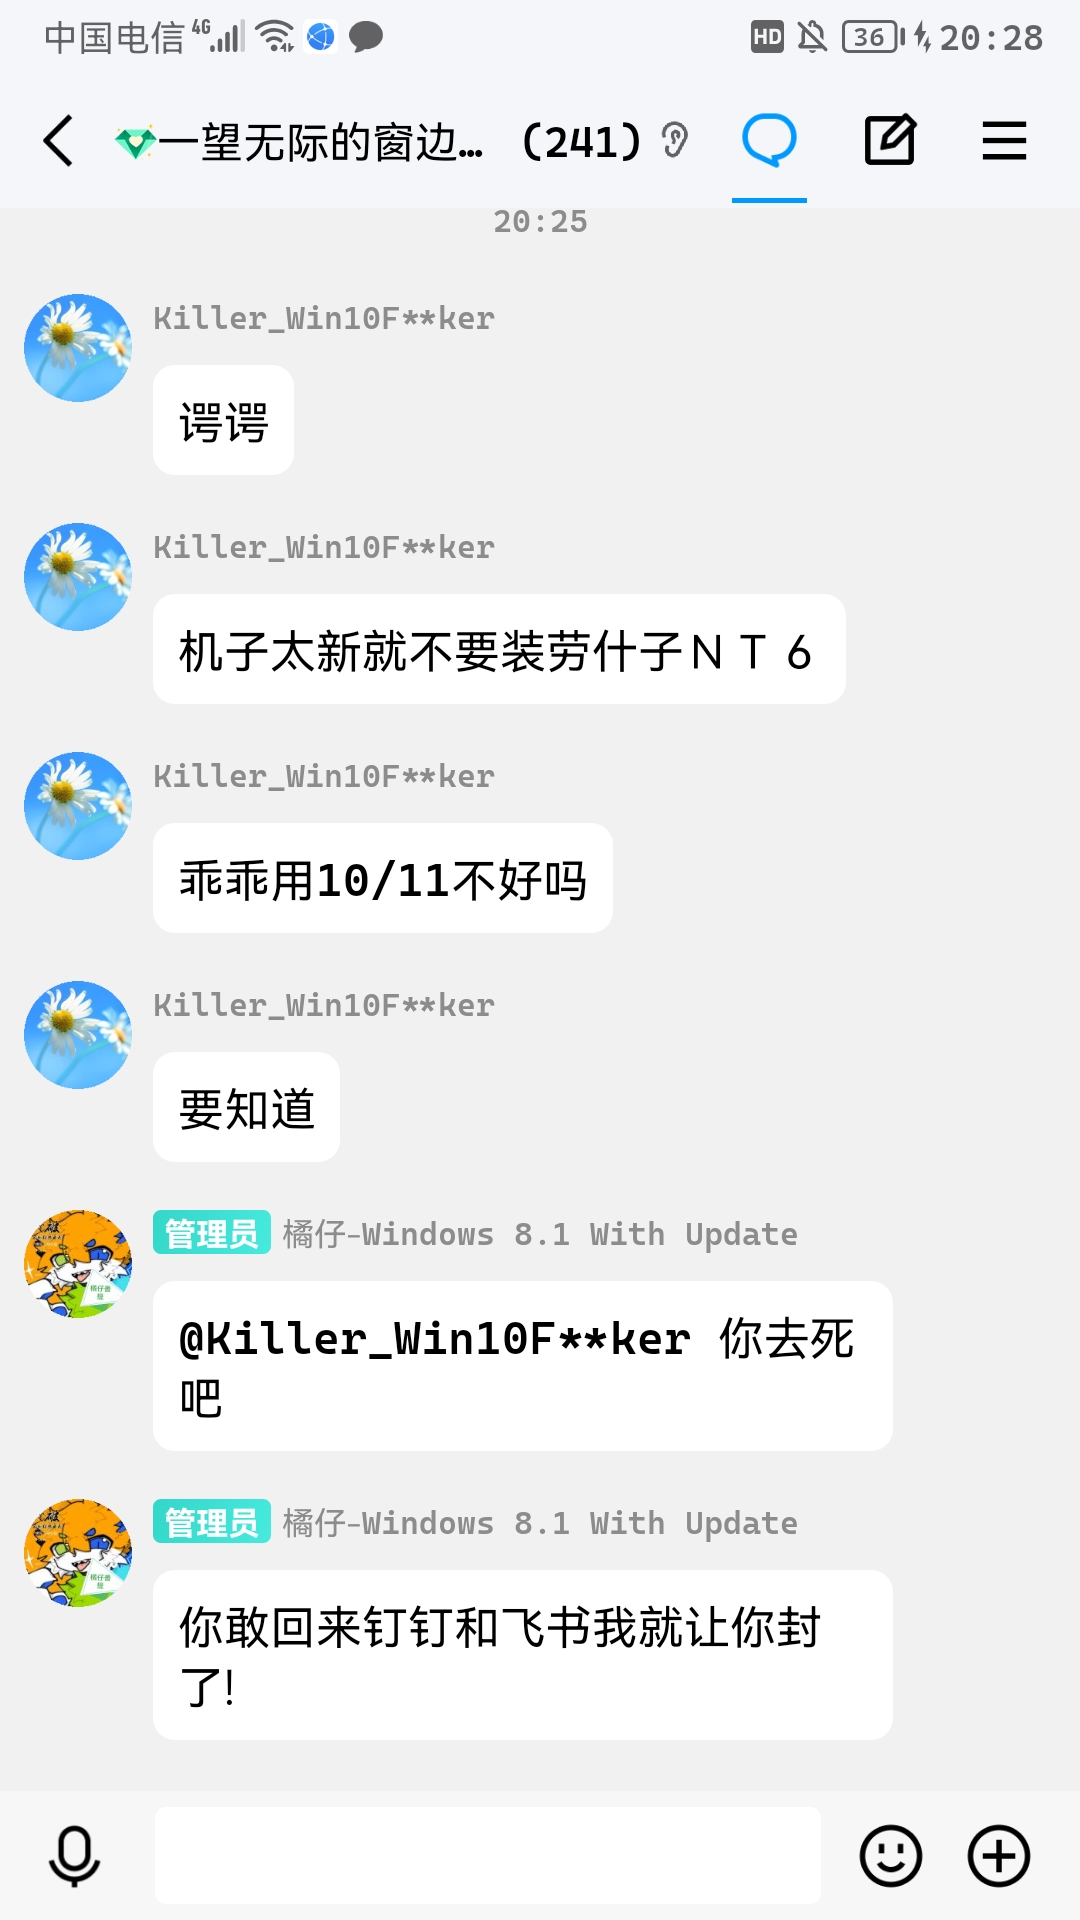 中国电信 4G HD 36 20:28
一望无际的窗边... (241)
20:25
Killer_Win10F**ker
谔谔
Killer_Win10F**ker
机子太新就不要装劳什子ＮＴ６
Killer_Win10F**ker
乖乖用10/11不好吗
Killer_Win10F**ker
要知道
管理员 橘仔-Windows 8.1 With Update
@Killer_Win10F**ker 你去死
吧
管理员 橘仔-Windows 8.1 With Update
你敢回来钉钉和飞书我就让你封
了!